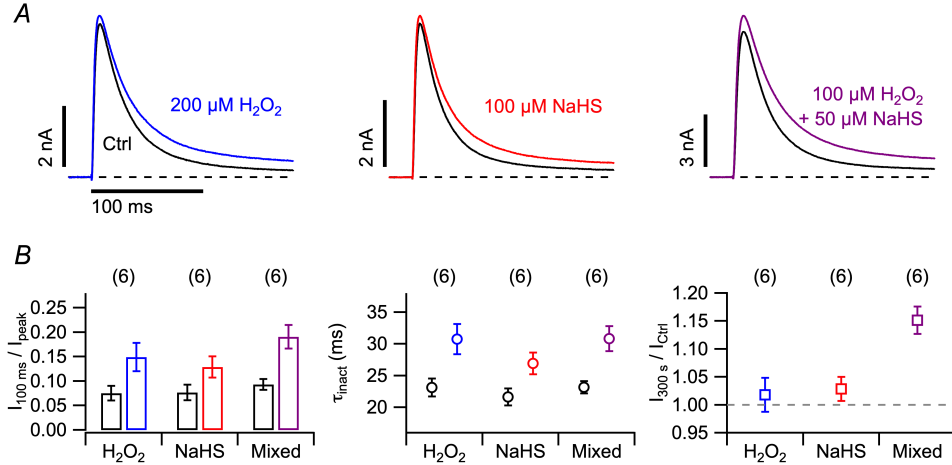 A
200 µM H₂O₂
Ctrl
2 nA
100 ms
100 µM NaHS
2 nA
100 µM H₂O₂
+ 50 µM NaHS
3 nA
B
(6) (6) (6)
I100 ms / Ipeak
0.25
0.20
0.15
0.10
0.05
0.00
H₂O₂ NaHS Mixed
(6) (6) (6)
τinact (ms)
35
30
25
20
H₂O₂ NaHS Mixed
(6) (6) (6)
I300 s / ICtrl
1.20
1.15
1.10
1.05
1.00
0.95
H₂O₂ NaHS Mixed